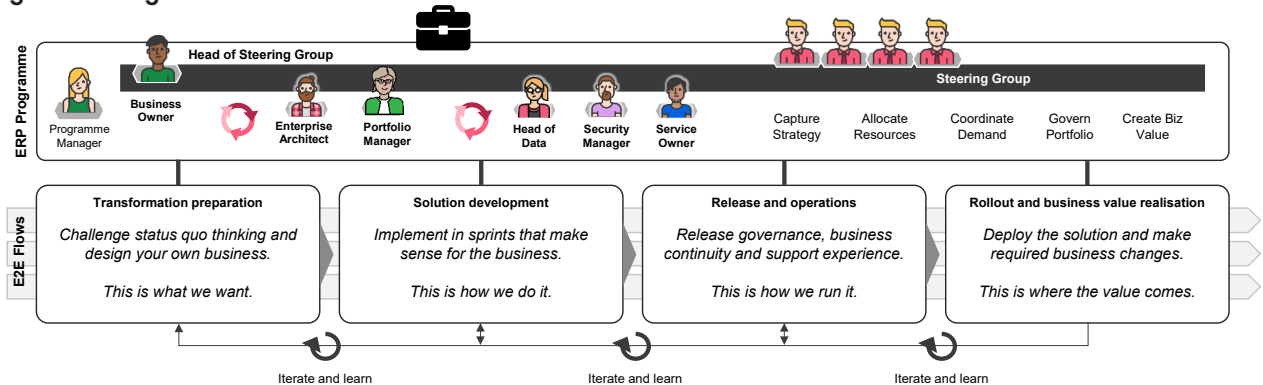 Head of Steering Group
ERP Programme
Steering Group
Programme
Manager
Business
Owner
Enterprise
Architect
Portfolio
Manager
Head of
Data
Security
Manager
Service
Owner
Capture
Strategy
Allocate
Resources
Coordinate
Demand
Govern
Portfolio
Create Biz
Value
E2E Flows
Transformation preparation
Challenge status quo thinking and
design your own business.
This is what we want.
Solution development
Implement in sprints that make
sense for the business.
This is how we do it.
Release and operations
Release governance, business
continuity and support experience.
This is how we run it.
Rollout and business value realisation
Deploy the solution and make
required business changes.
This is where the value comes.
Iterate and learn
Iterate and learn
Iterate and learn